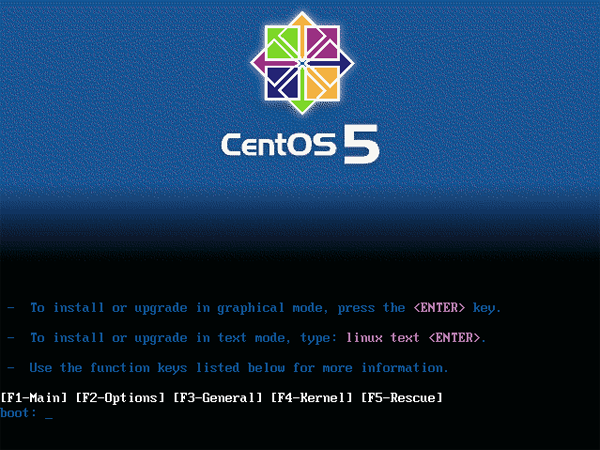 CentOS 5
- To install or upgrade in graphical mode, press the <ENTER> key.
- To install or upgrade in text mode, type: linux text <ENTER>.
- Use the function keys listed below for more information.
[F1-Main] [F2-Options] [F3-General] [F4-Kernel] [F5-Rescue]
boot: _